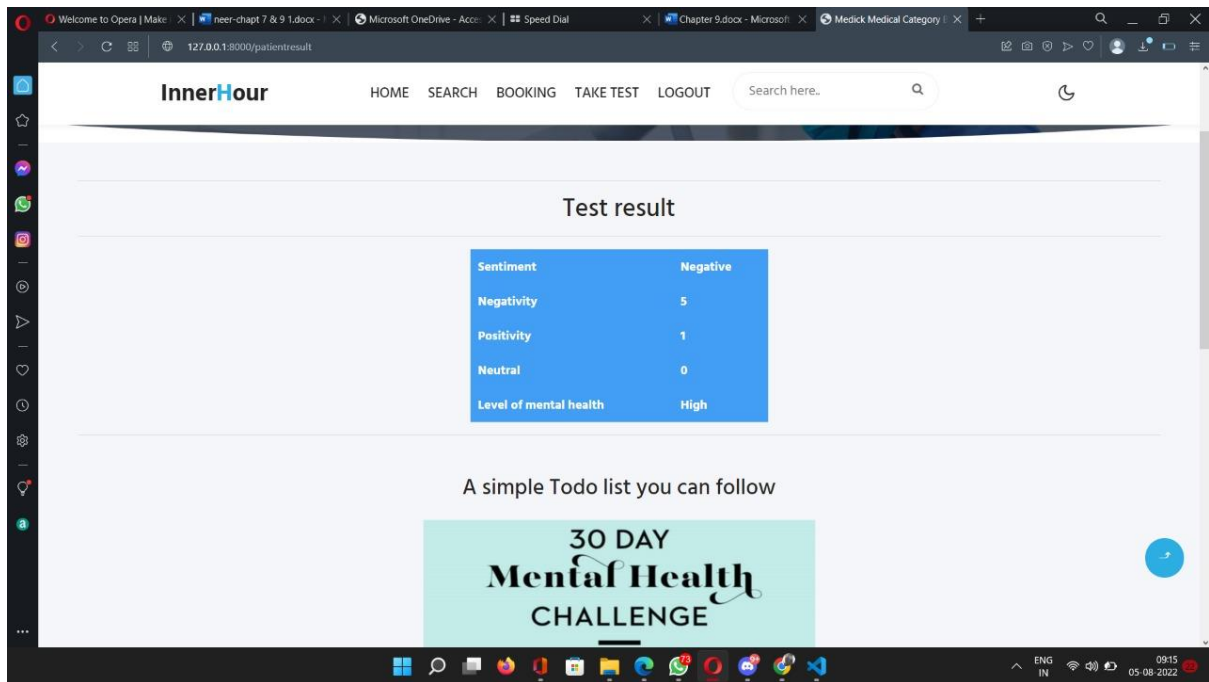 Welcome to Opera | Make
neer-chapt 7 & 9 1.docx -
Microsoft OneDrive - Acce
Speed Dial
Chapter 9.docx - Microsoft
Medick Medical Category
127.0.0.1:8000/patientresult
InnerHour HOME SEARCH BOOKING TAKE TEST LOGOUT Search here..
Test result
Sentiment Negative
Negativity 5
Positivity 1
Neutral 0
Level of mental health High
A simple Todo list you can follow
30 DAY
Mental Health
CHALLENGE
ENG
IN
09:15
05-08-2022